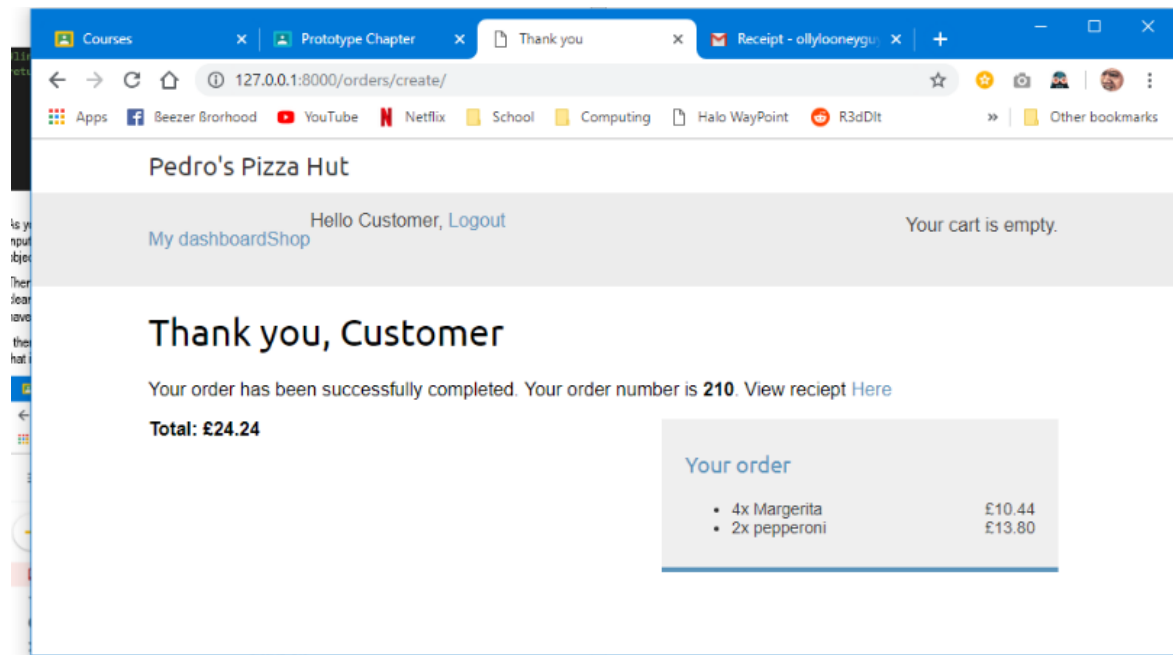 Courses
Prototype Chapter
Thank you
Receipt - ollylooneyguy
127.0.0.1:8000/orders/create/
Apps
Beezer Brorhood
YouTube
Netflix
School
Computing
Halo WayPoint
R3dDIt
»
Other bookmarks
Pedro's Pizza Hut
Hello Customer, Logout
My dashboardShop
Your cart is empty.
Thank you, Customer
Your order has been successfully completed. Your order number is 210. View reciept Here
Total: £24.24
Your order
• 4x Margerita £10.44
• 2x pepperoni £13.80